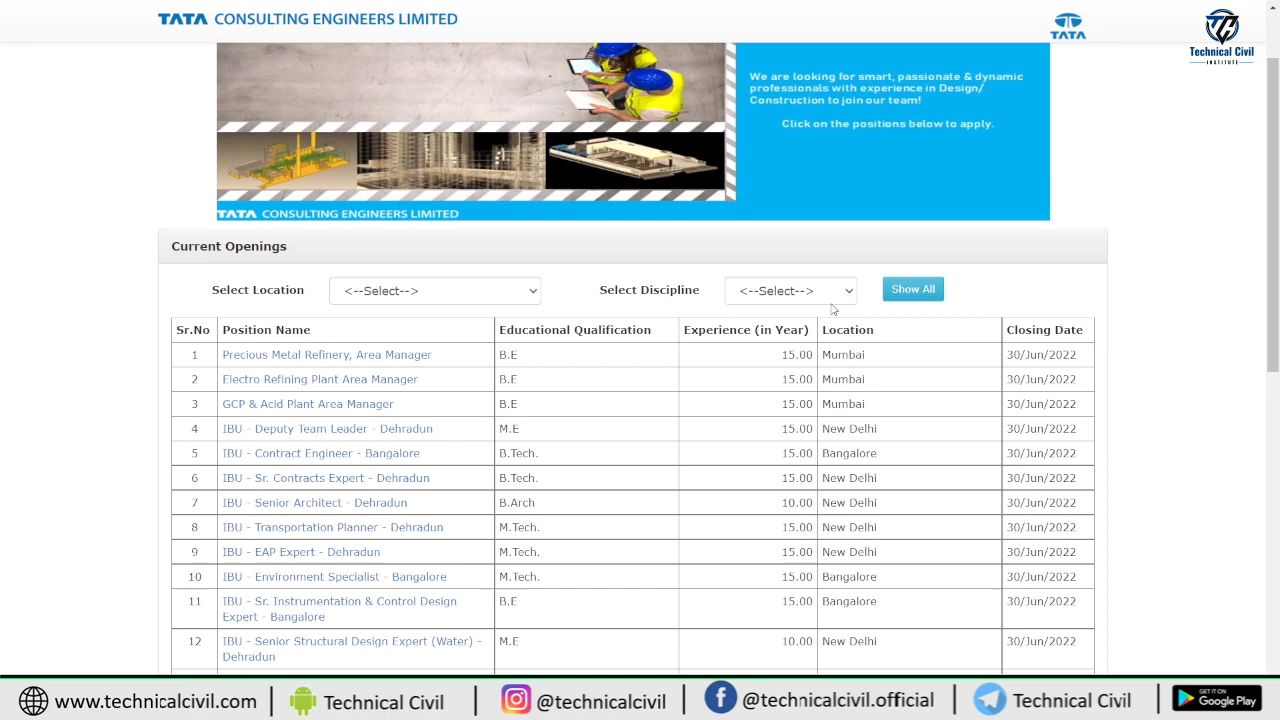 TATA CONSULTING ENGINEERS LIMITED
TATA
Technical Civil
INSTITUTE
We are looking for smart, passionate & dynamic
professionals with experience in Design/
Construction to join our team!
Click on the positions below to apply.
TATA CONSULTING ENGINEERS LIMITED
Current Openings
Select Location <--Select--> Select Discipline <--Select--> Show All
Sr.No Position Name Educational Qualification Experience (in Year) Location Closing Date
1 Precious Metal Refinery, Area Manager B.E 15.00 Mumbai 30/Jun/2022
2 Electro Refining Plant Area Manager B.E 15.00 Mumbai 30/Jun/2022
3 GCP & Acid Plant Area Manager B.E 15.00 Mumbai 30/Jun/2022
4 IBU - Deputy Team Leader - Dehradun M.E 15.00 New Delhi 30/Jun/2022
5 IBU - Contract Engineer - Bangalore B.Tech. 15.00 Bangalore 30/Jun/2022
6 IBU - Sr. Contracts Expert - Dehradun B.Tech. 15.00 New Delhi 30/Jun/2022
7 IBU - Senior Architect - Dehradun B.Arch 10.00 New Delhi 30/Jun/2022
8 IBU - Transportation Planner - Dehradun M.Tech. 15.00 New Delhi 30/Jun/2022
9 IBU - EAP Expert - Dehradun M.Tech. 15.00 New Delhi 30/Jun/2022
10 IBU - Environment Specialist - Bangalore M.Tech. 15.00 Bangalore 30/Jun/2022
11 IBU - Sr. Instrumentation & Control Design B.E 15.00 Bangalore 30/Jun/2022
Expert - Bangalore
12 IBU - Senior Structural Design Expert (Water) - M.E 10.00 New Delhi 30/Jun/2022
Dehradun
www.technicalcivil.com Technical Civil @technicalcivil @technicalcivil.official Technical Civil GET IT ON Google Play